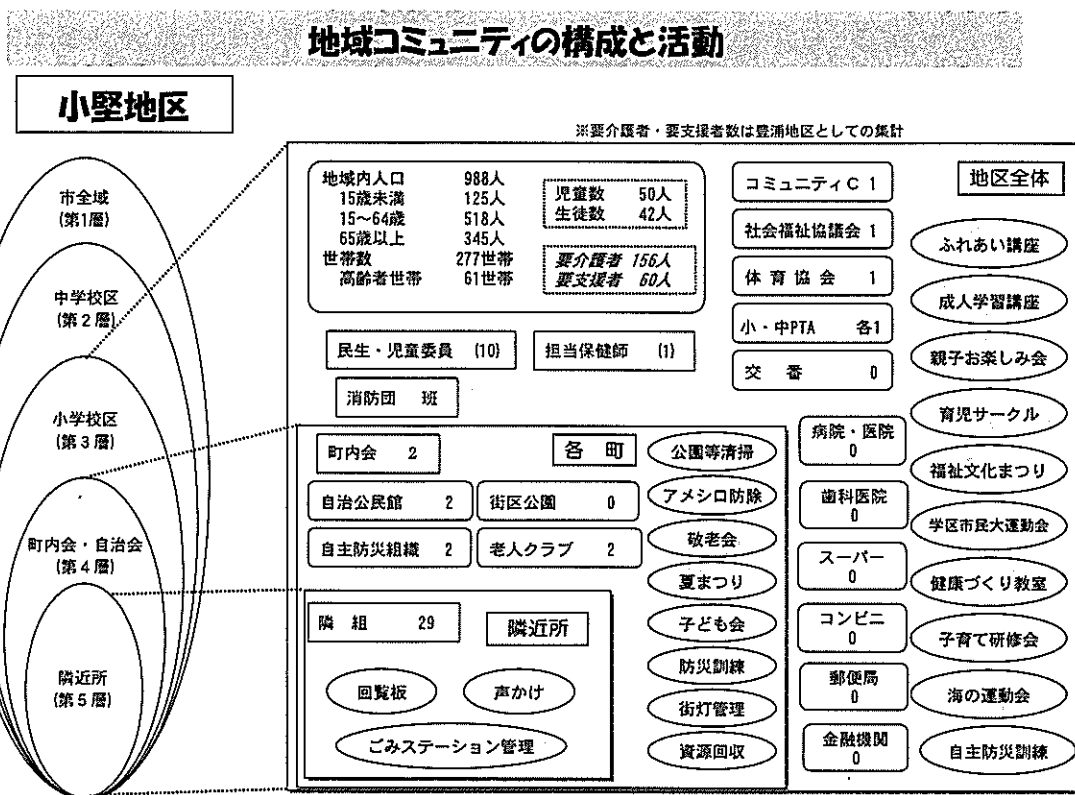 地域コミュニティの構成と活動
小堅地区
※要介護者・要支援者数は豊浦地区としての集計
市全域
(第1層)
中学校区
(第2層)
小学校区
(第3層)
町内会・自治会
(第4層)
隣近所
(第5層)
地域内人口 988人
15歳未満 125人
15～64歳 518人
65歳以上 345人
世帯数 277世帯
高齢者世帯 61世帯
児童数 50人
生徒数 42人
要介護者 156人
要支援者 60人
民生・児童委員 (10)
担当保健師 (1)
消防団 班
コミュニティC 1
社会福祉協議会 1
体育協会 1
小・中PTA 各1
交番 0
地区全体
ふれあい講座
成人学習講座
親子お楽しみ会
育児サークル
福祉文化まつり
学区市民大運動会
健康づくり教室
子育て研修会
海の運動会
自主防災訓練
病院・医院
0
歯科医院
0
スーパー
0
コンビニ
0
郵便局
0
金融機関
0
町内会 2
各町
自治公民館 2
街区公園 0
自主防災組織 2
老人クラブ 2
公園等清掃
アメシロ防除
敬老会
夏まつり
子ども会
防災訓練
街灯管理
資源回収
隣組 29
隣近所
回覧板
声かけ
ごみステーション管理